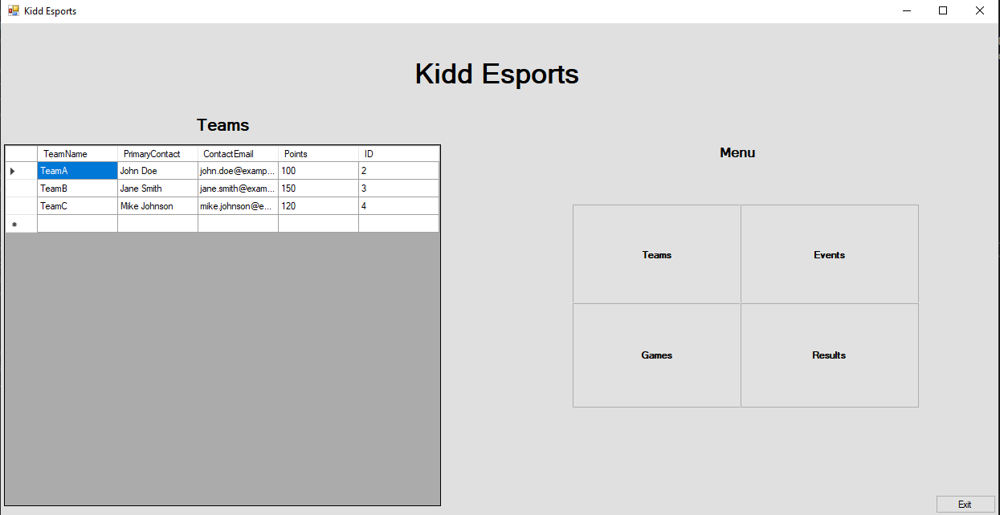 Kidd Esports
Kidd Esports
Teams
TeamName PrimaryContact ContactEmail Points ID
TeamA John Doe john.doe@examp... 100 2
TeamB Jane Smith jane.smith@exam... 150 3
TeamC Mike Johnson mike.johnson@e... 120 4
Menu
Teams Events
Games Results
Exit